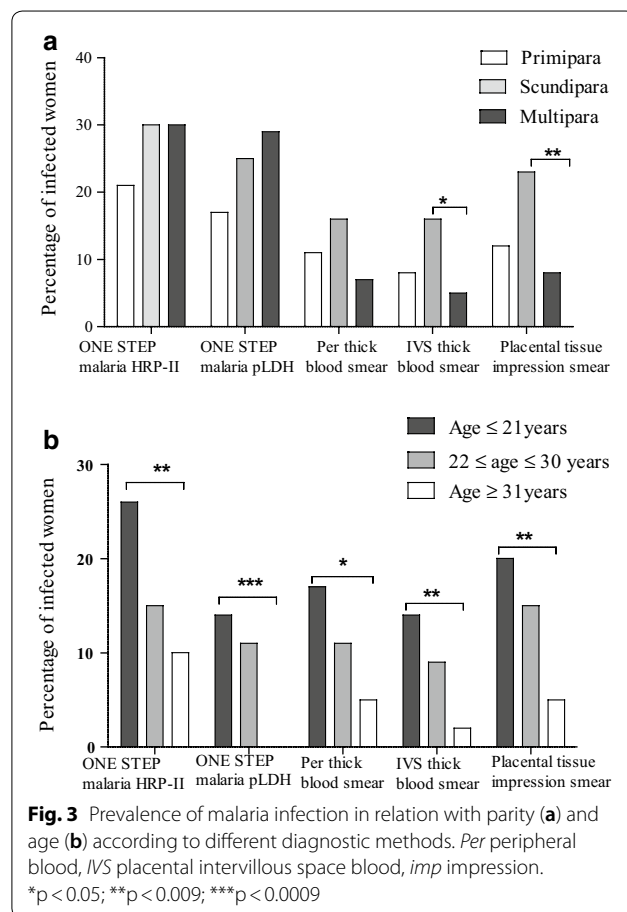 a
40
30
20
10
0
Percentage of infected women
Primipara
Scundipara
Multipara
*
**
ONE STEP
malaria HRP-II
ONE STEP
malaria pLDH
Per thick
blood smear
IVS thick
blood smear
Placental tissue
impression smear
b
30
20
10
0
Percentage of infected women
Age ≤ 21years
22 ≤ age ≤ 30 years
Age ≥ 31years
**
***
*
**
**
ONE STEP
malaria HRP-II
ONE STEP
malaria pLDH
Per thick
blood smear
IVS thick
blood smear
Placental tissue
impression smear
Fig. 3 Prevalence of malaria infection in relation with parity (a) and
age (b) according to different diagnostic methods. Per peripheral
blood, IVS placental intervillous space blood, imp impression.
*p < 0.05; **p < 0.009; ***p < 0.0009